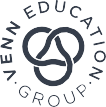 VENN EDUCATION
· GROUP ·